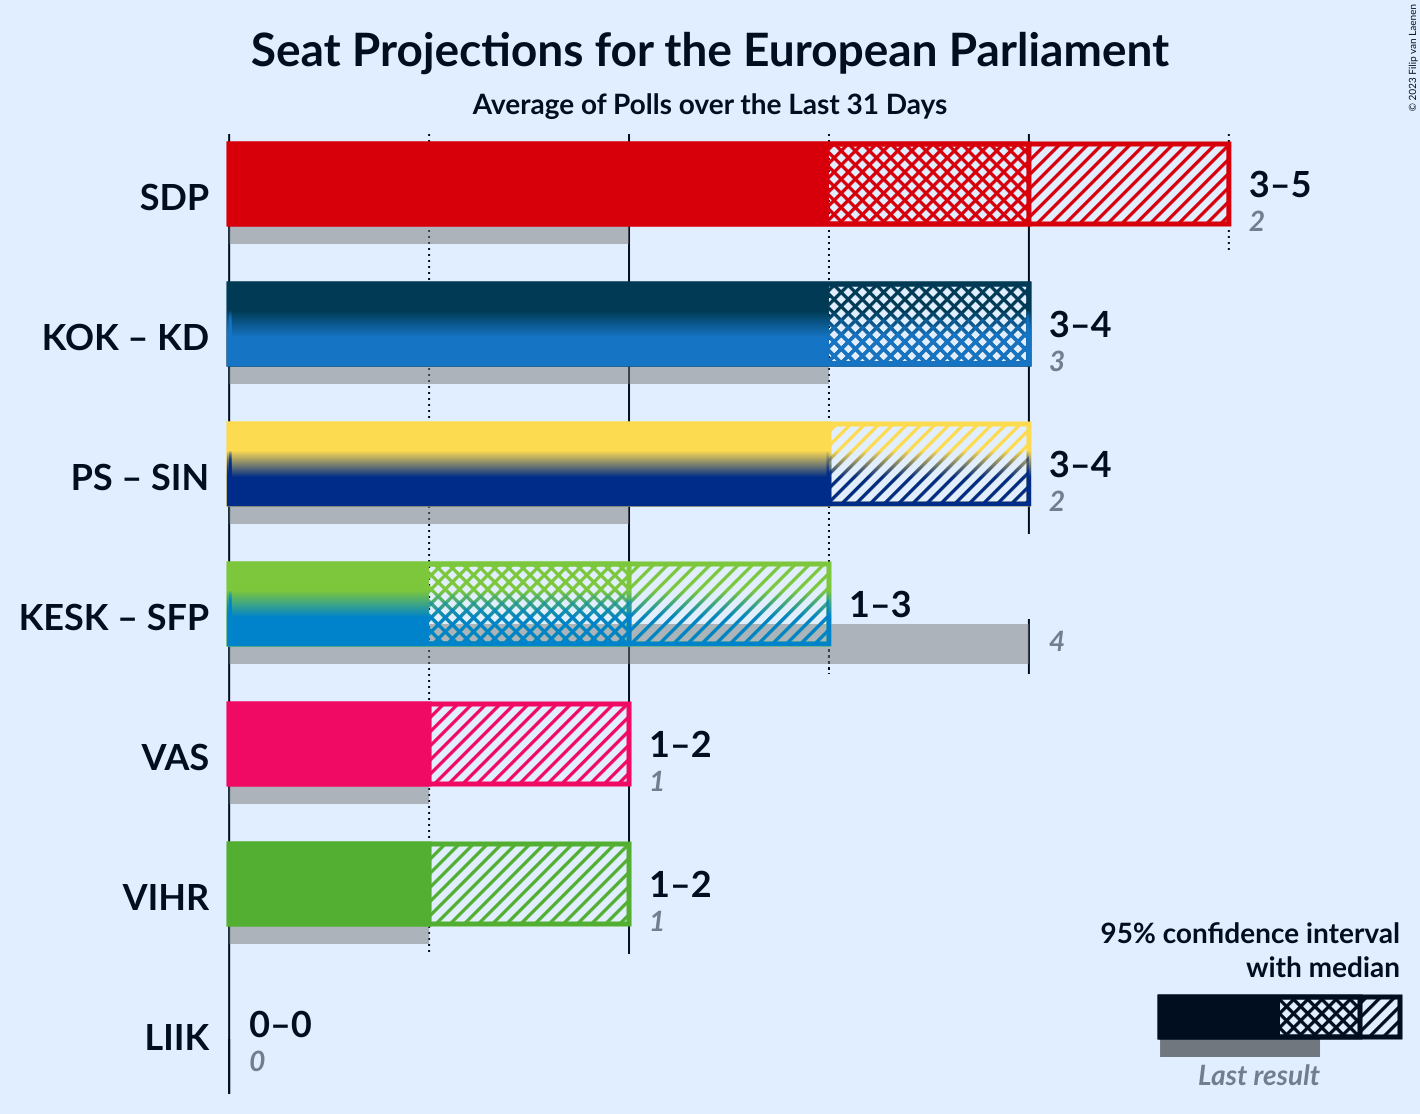 Seat Projections for the European Parliament
Average of Polls over the Last 31 Days
© 2023 Filip van Laenen
SDP
3–5
2
KOK – KD
3–4
3
PS – SIN
3–4
2
KESK – SFP
1–3
4
VAS
1–2
1
VIHR
1–2
1
LIIK
0–0
0
95% confidence interval
with median
Last result